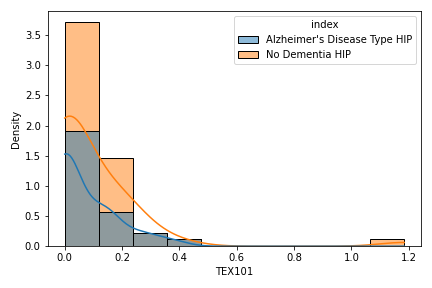 index
Alzheimer's Disease Type HIP
No Dementia HIP
Density
3.5
3.0
2.5
2.0
1.5
1.0
0.5
0.0
0.0 0.2 0.4 0.6 0.8 1.0 1.2
TEX101